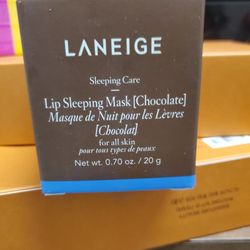 LANEIGE
Sleeping Care
Lip Sleeping Mask [Chocolate]
Masque de Nuit pour les Lèvres
[Chocolat]
for all skin
pour tous types de peaux
Net wt. 0.70 oz. / 20 g